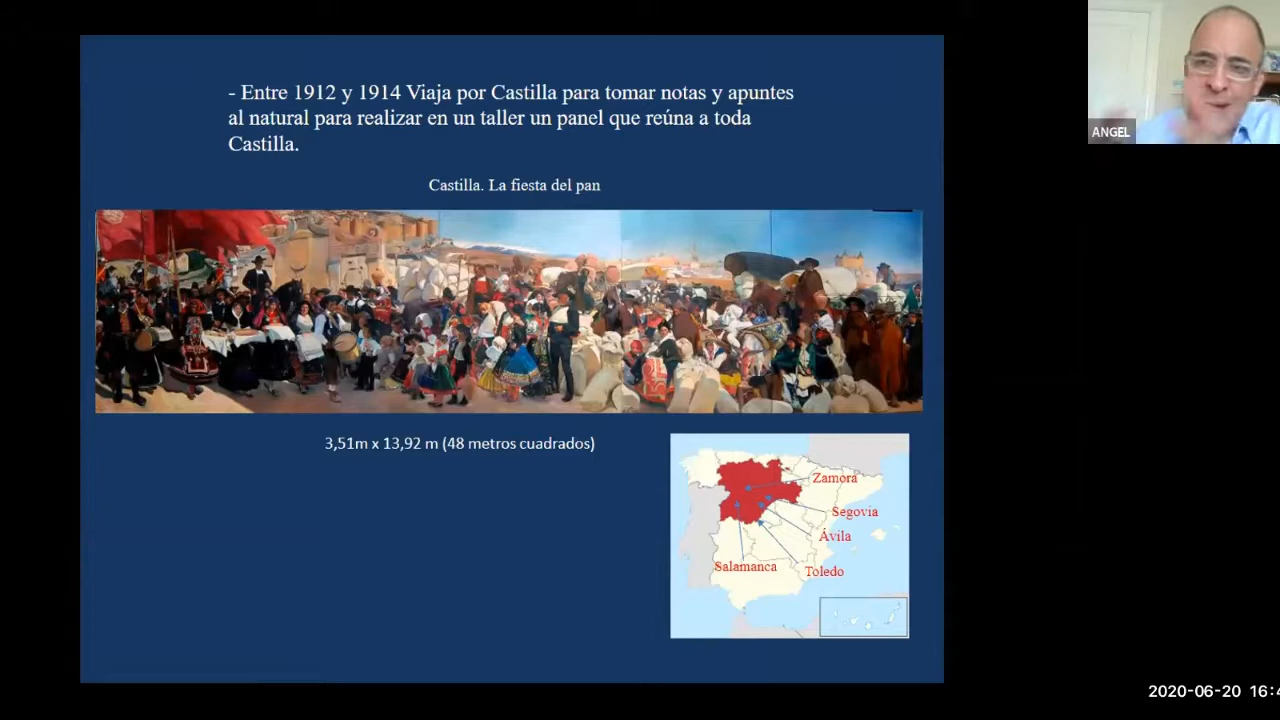 - Entre 1912 y 1914 Viaja por Castilla para tomar notas y apuntes
al natural para realizar en un taller un panel que reúna a toda
Castilla.
Castilla. La fiesta del pan
3,51m x 13,92 m (48 metros cuadrados)
Zamora
Segovia
Ávila
Salamanca
Toledo
ANGEL
2020-06-20 16:4